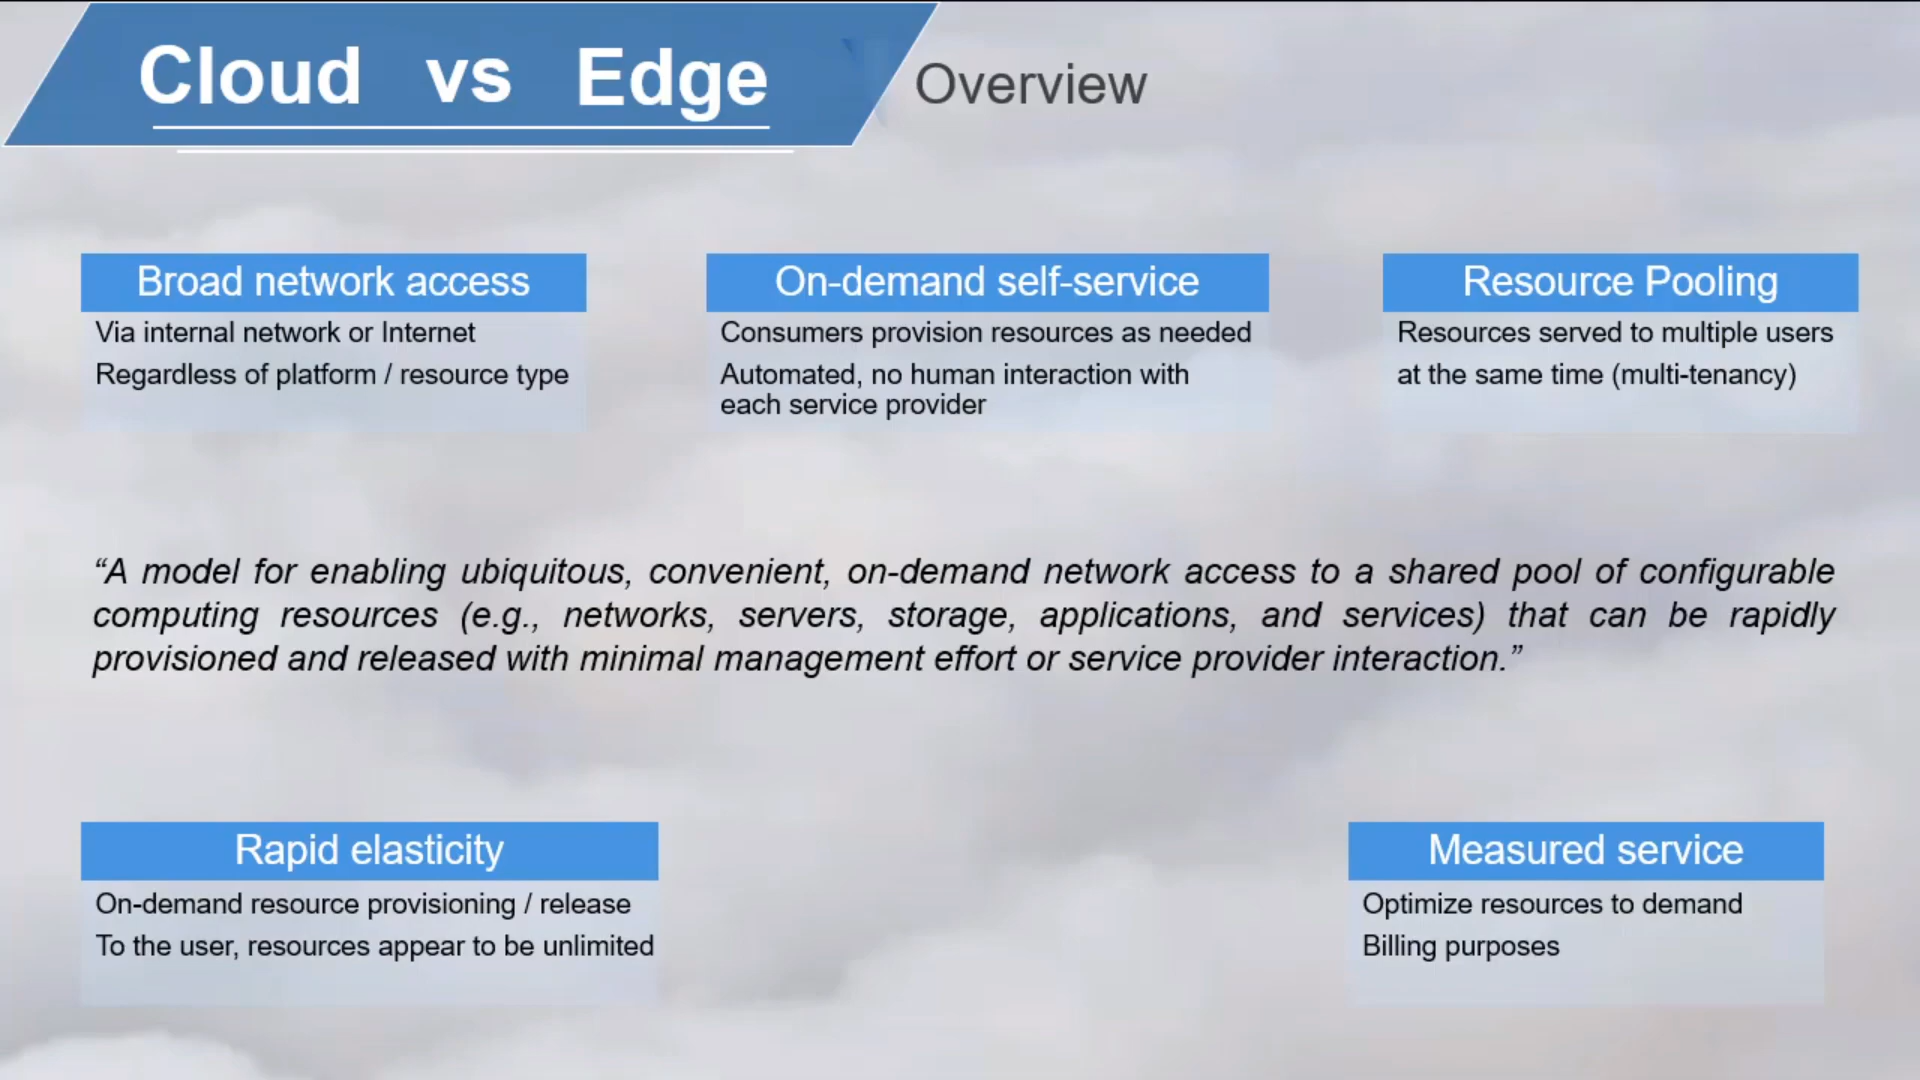 Cloud vs Edge
Overview
Broad network access
Via internal network or Internet
Regardless of platform / resource type
On-demand self-service
Consumers provision resources as needed
Automated, no human interaction with
each service provider
Resource Pooling
Resources served to multiple users
at the same time (multi-tenancy)
“A model for enabling ubiquitous, convenient, on-demand network access to a shared pool of configurable
computing resources (e.g., networks, servers, storage, applications, and services) that can be rapidly
provisioned and released with minimal management effort or service provider interaction.”
Rapid elasticity
On-demand resource provisioning / release
To the user, resources appear to be unlimited
Measured service
Optimize resources to demand
Billing purposes